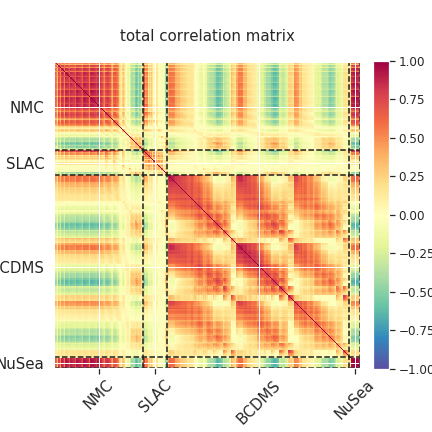 total correlation matrix
NMC
SLAC
CDMS
NuSea
NMC
SLAC
BCDMS
NuSea
1.00
0.75
0.50
0.25
0.00
−0.25
−0.50
−0.75
−1.00